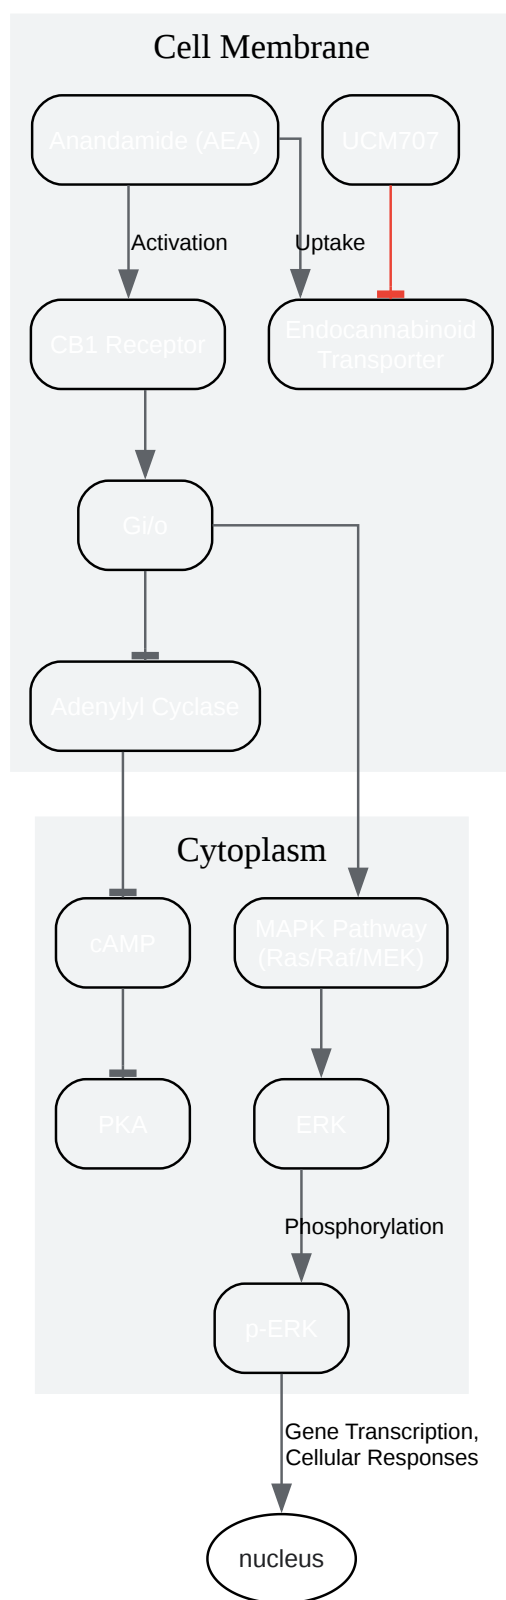 Cell Membrane
Anandamide (AEA)
UCM707
Activation
Uptake
CB1 Receptor
Endocannabinoid
Transporter
Gi/o
Adenylyl Cyclase
Cytoplasm
cAMP
MAPK Pathway
(Ras/Raf/MEK)
PKA
ERK
Phosphorylation
p-ERK
Gene Transcription,
Cellular Responses
nucleus